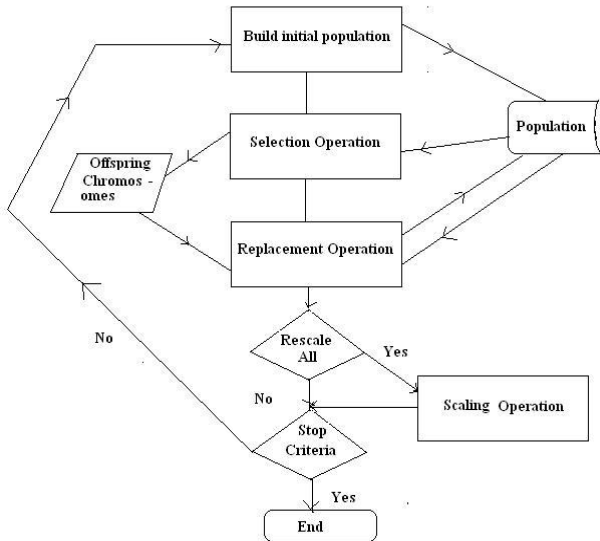 Build initial population
Population
Selection Operation
Offspring
Chromos -
omes
Replacement Operation
Rescale
All
Yes
No
No
Scaling Operation
Stop
Criteria
Yes
End